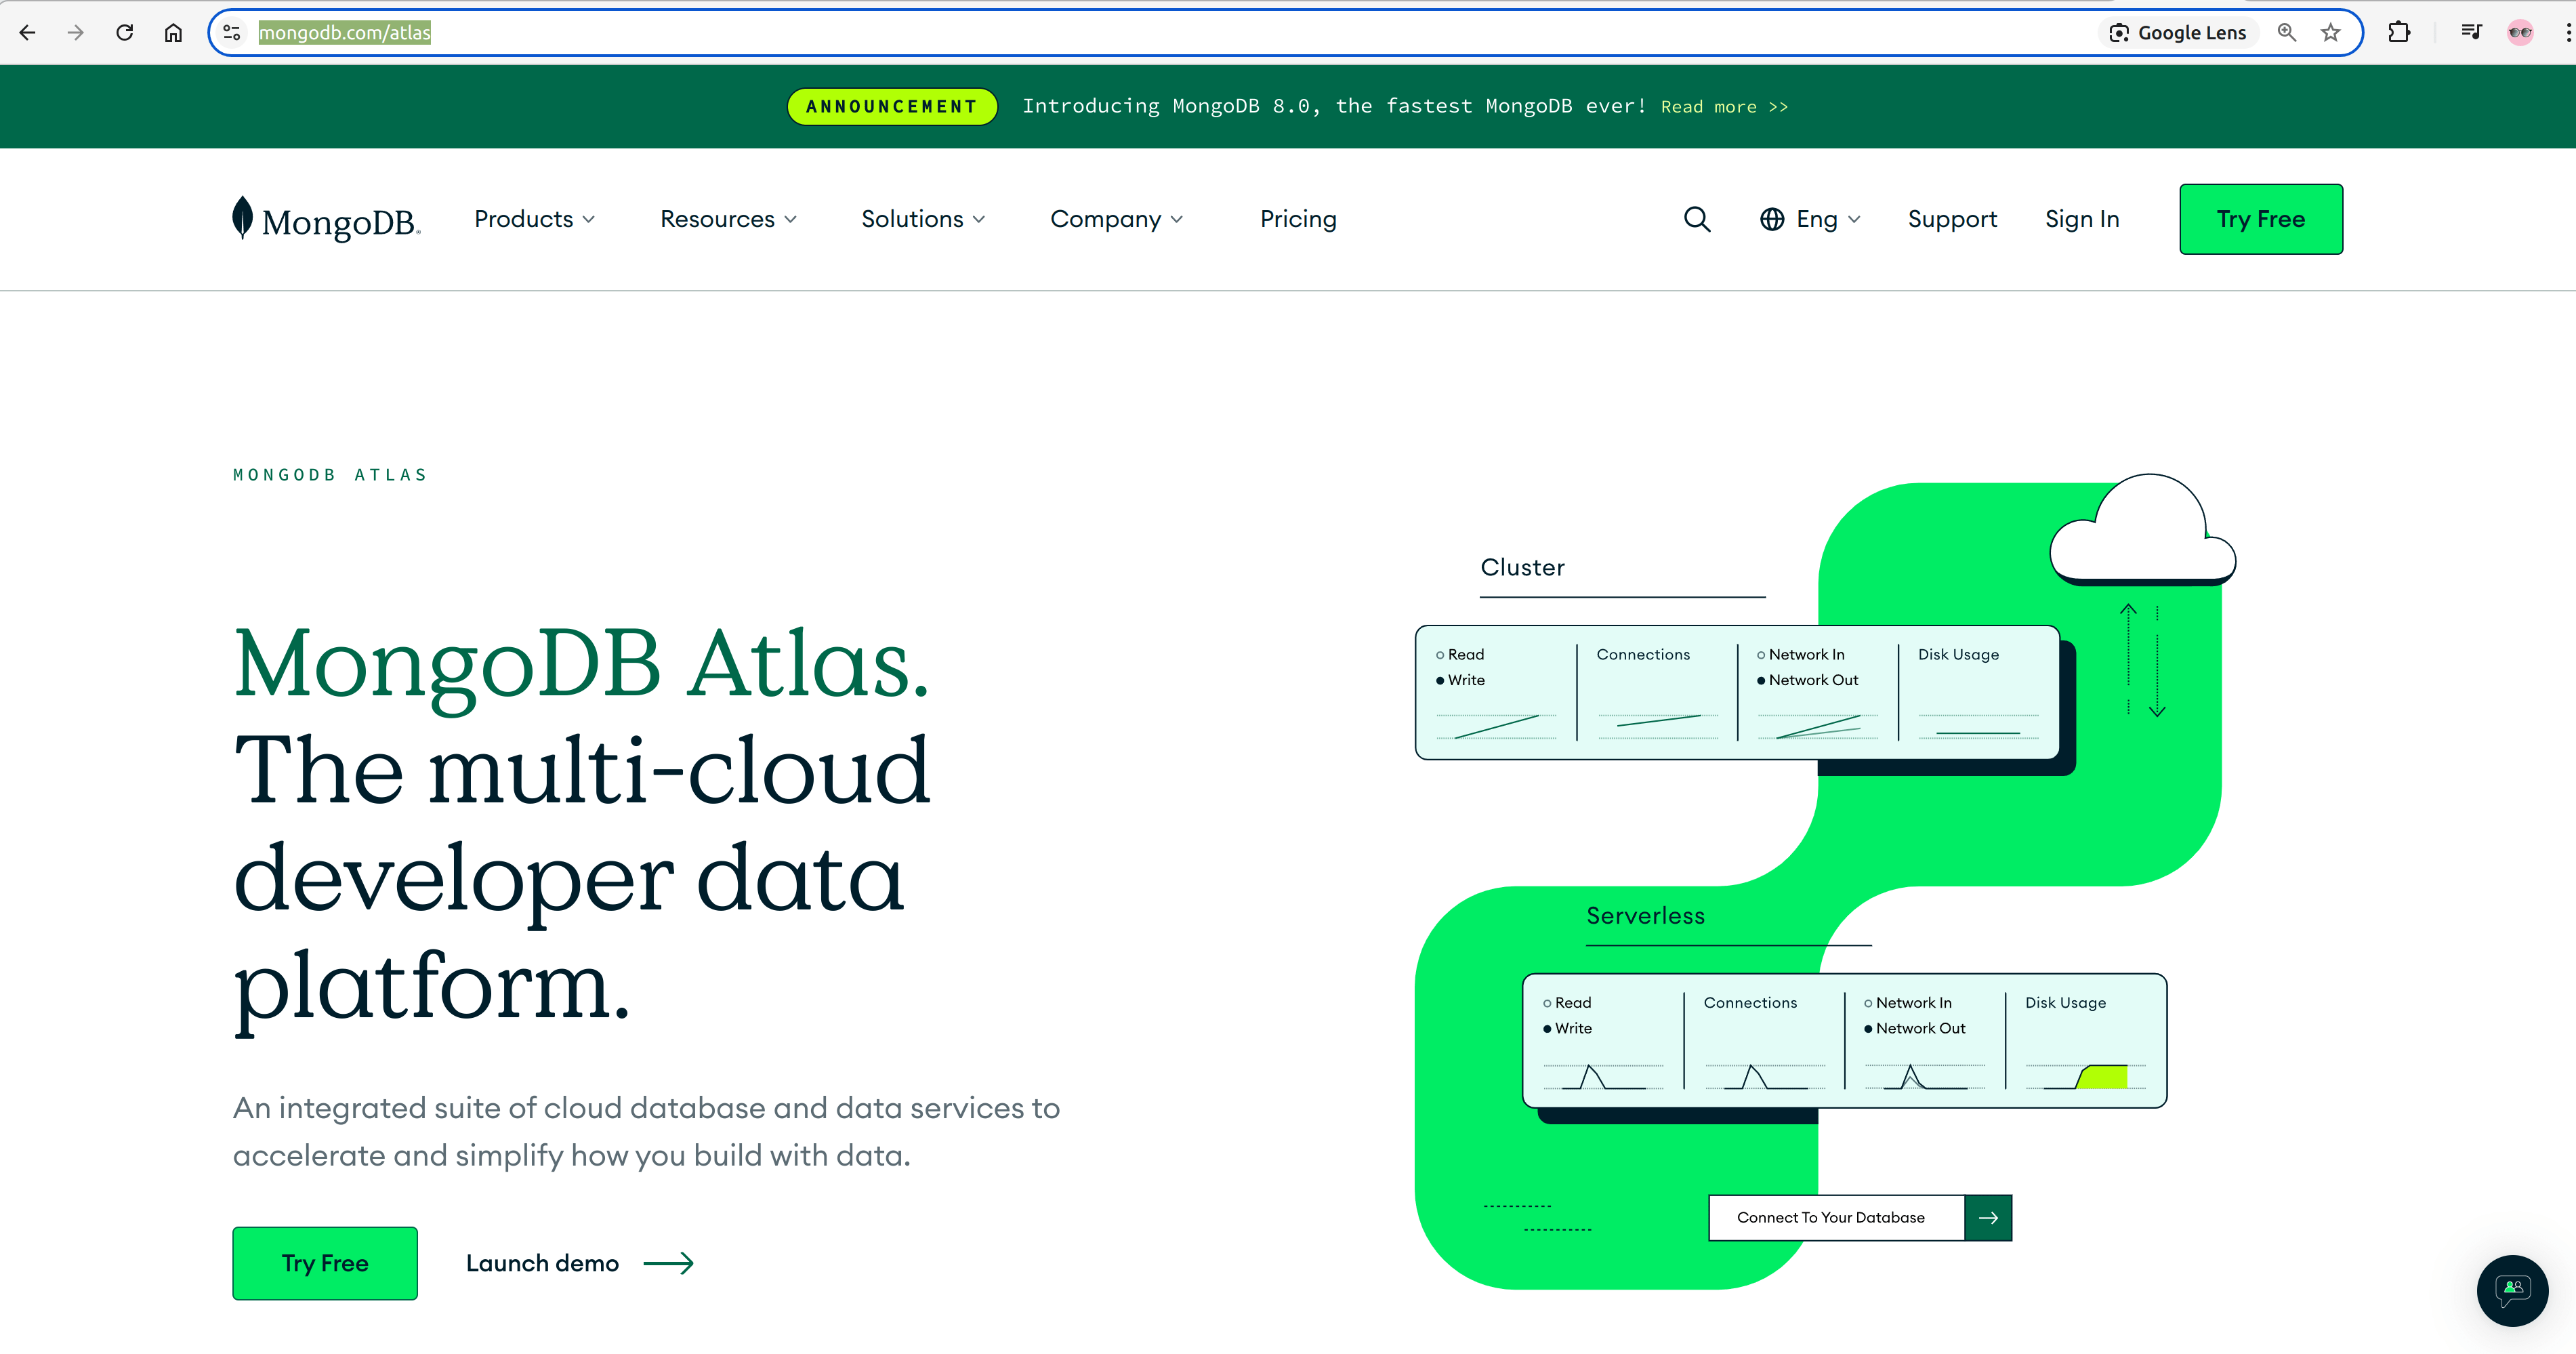 mongodb.com/atlas
Google Lens
ANNOUNCEMENT Introducing MongoDB 8.0, the fastest MongoDB ever! Read more >>
MongoDB® Products Resources Solutions Company Pricing Eng Support Sign In Try Free
MONGODB ATLAS
MongoDB Atlas.
The multi-cloud
developer data
platform.
An integrated suite of cloud database and data services to
accelerate and simplify how you build with data.
Try Free Launch demo
Cluster
Read Connections Network In Disk Usage
Write Network Out
Serverless
Read Connections Network In Disk Usage
Write Network Out
Connect To Your Database